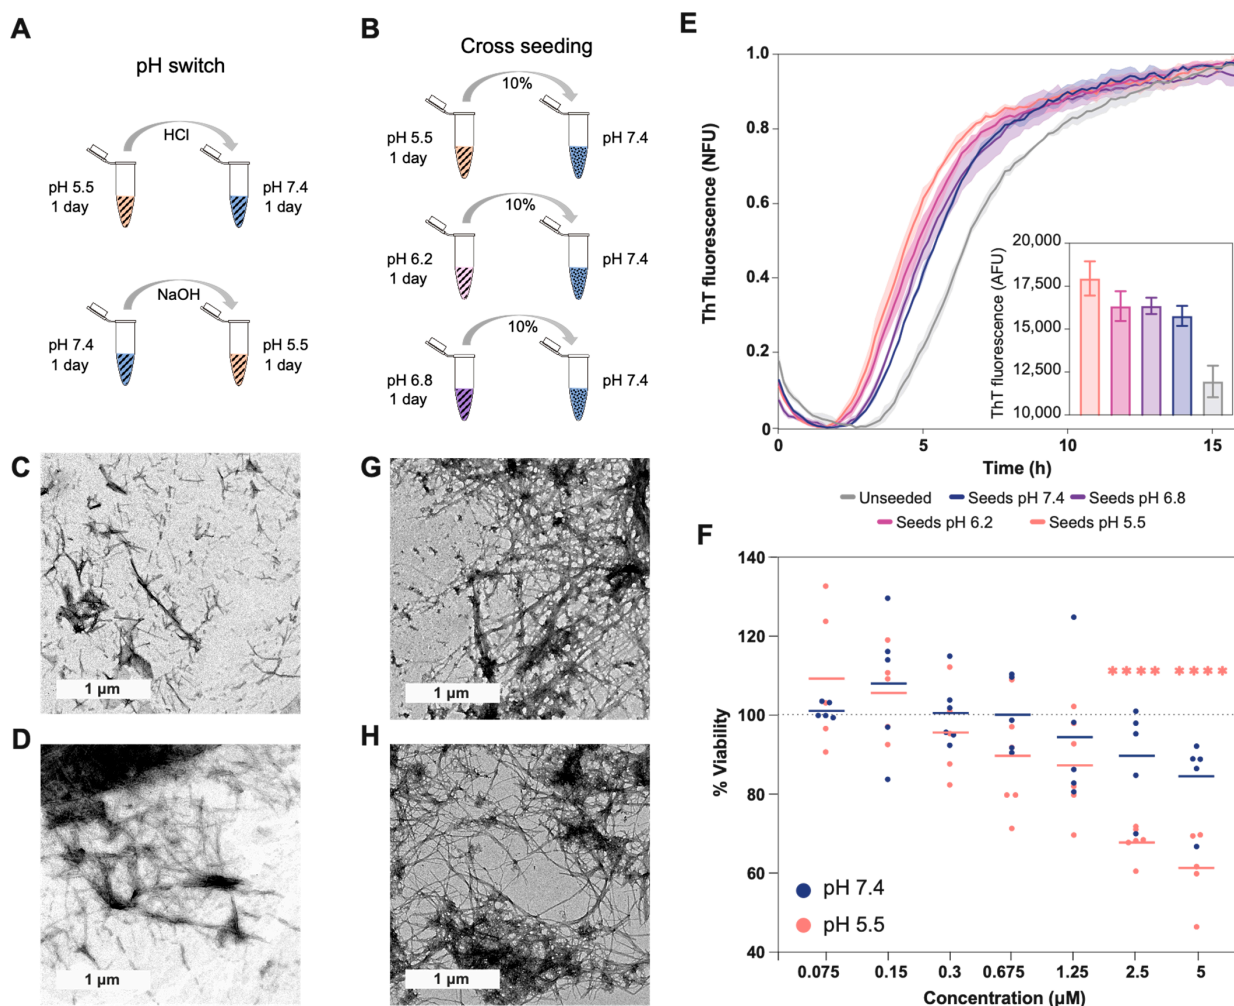 A
pH switch
HCl
pH 5.5
1 day
pH 7.4
1 day
NaOH
pH 7.4
1 day
pH 5.5
1 day
B
Cross seeding
10%
pH 5.5
1 day
pH 7.4
10%
pH 6.2
1 day
pH 7.4
10%
pH 6.8
1 day
pH 7.4
C
1 µm
D
1 µm
G
1 µm
H
1 µm
E
ThT fluorescence (NFU)
1.0
0.8
0.6
0.4
0.2
0
0
5
10
15
Time (h)
ThT fluorescence (AFU)
20,000
17,500
15,000
12,500
10,000
Unseeded
Seeds pH 7.4
Seeds pH 6.8
Seeds pH 6.2
Seeds pH 5.5
F
% Viability
140
120
100
80
60
40
**** ****
pH 7.4
pH 5.5
0.075
0.15
0.3
0.675
1.25
2.5
5
Concentration (µM)